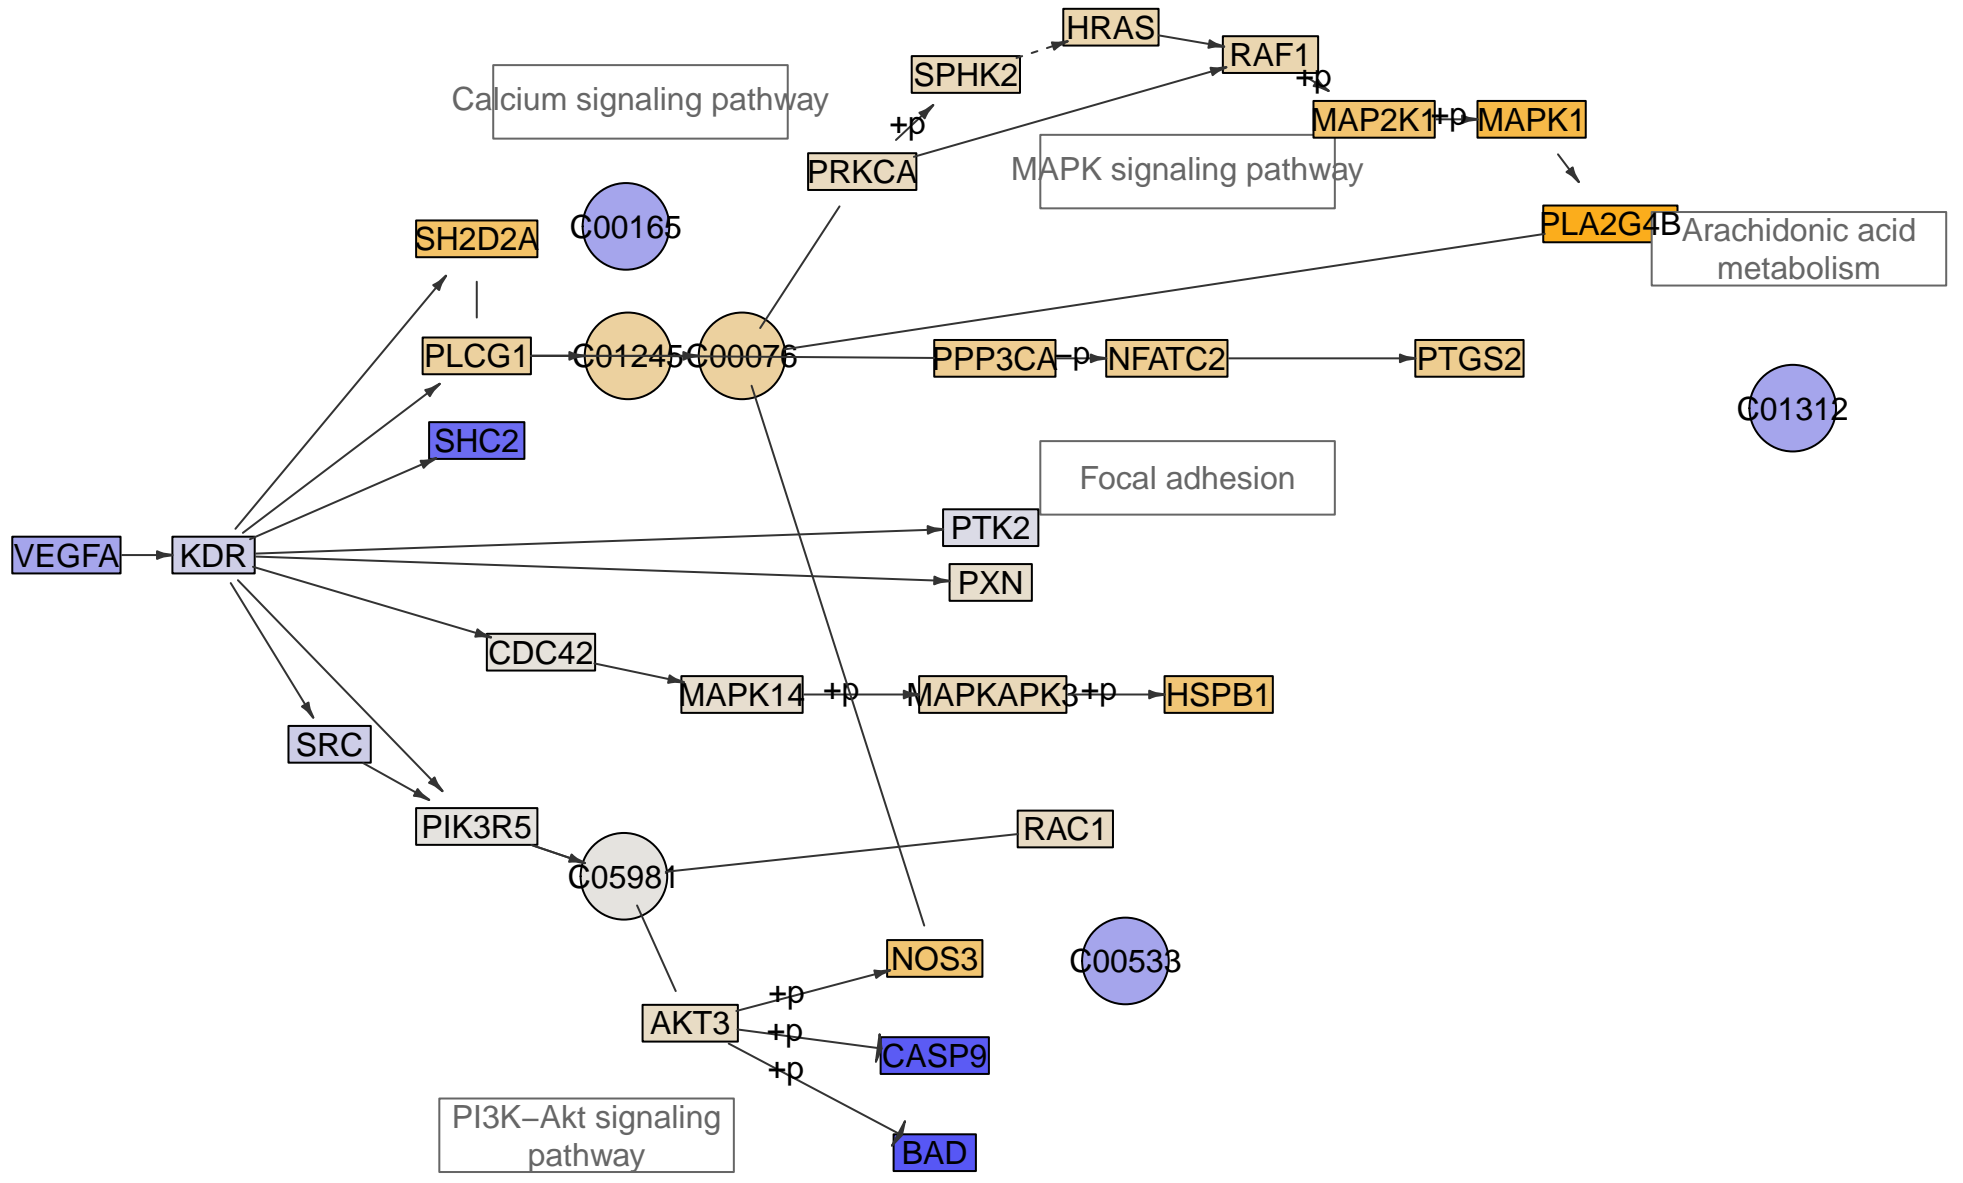 HRAS
RAF1
+p
SPHK2
Calcium signaling pathway
+p
MAP2K1
+p
MAPK1
PRKCA
MAPK signaling pathway
C00165
SH2D2A
PLA2G4B
Arachidonic acid
metabolism
PLCG1
C01245
C00076
PPP3CA
−p
NFATC2
PTGS2
C01312
SHC2
Focal adhesion
PTK2
VEGFA
KDR
PXN
CDC42
MAPK14
+p
MAPKAPK3
+p
HSPB1
SRC
PIK3R5
RAC1
C05981
NOS3
C00533
+p
AKT3
+p
CASP9
+p
PI3K−Akt signaling
pathway
BAD